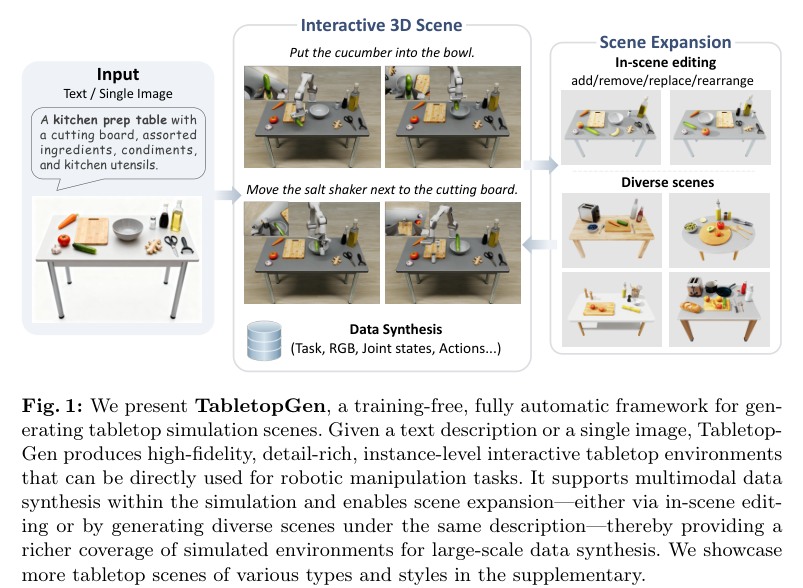 Input
Text / Single Image
A kitchen prep table with
a cutting board, assorted
ingredients, condiments,
and kitchen utensils.
Interactive 3D Scene
Put the cucumber into the bowl.
Move the salt shaker next to the cutting board.
Data Synthesis
(Task, RGB, Joint states, Actions...)
Scene Expansion
In-scene editing
add/remove/replace/rearrange
Diverse scenes
Fig. 1: We present TabletopGen, a training-free, fully automatic framework for gen-
erating tabletop simulation scenes. Given a text description or a single image, Tabletop-
Gen produces high-fidelity, detail-rich, instance-level interactive tabletop environments
that can be directly used for robotic manipulation tasks. It supports multimodal data
synthesis within the simulation and enables scene expansion—either via in-scene edit-
ing or by generating diverse scenes under the same description—thereby providing a
richer coverage of simulated environments for large-scale data synthesis. We showcase
more tabletop scenes of various types and styles in the supplementary.